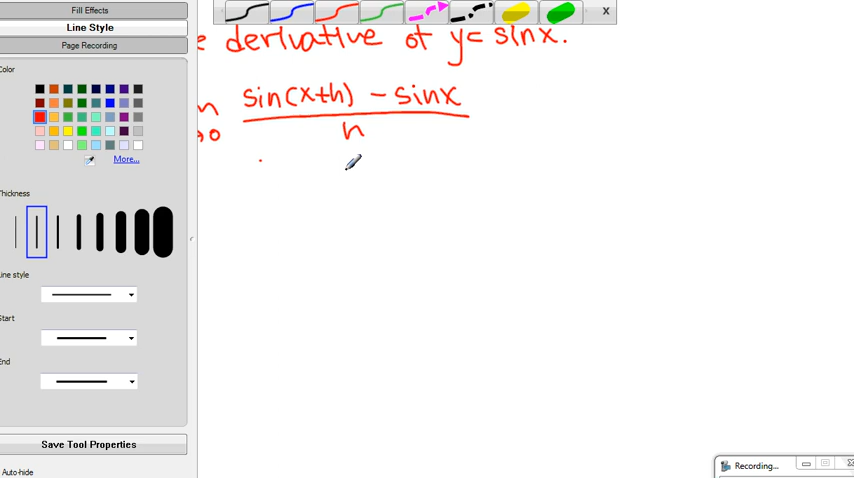 Fill Effects
Line Style
Page Recording
Color
More...
Thickness
Line style
Start
End
Save Tool Properties
Auto-hide
x
e derivative of y= sinx.
sin(x+h) - sinx
h
→0
Recording...